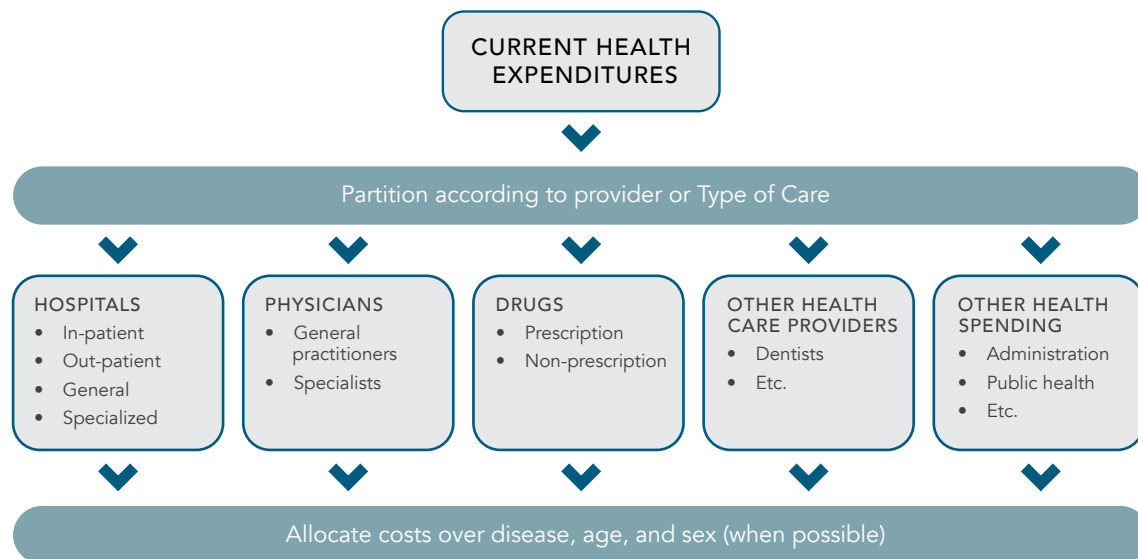 CURRENT HEALTH
EXPENDITURES
Partition according to provider or Type of Care
HOSPITALS
• In-patient
• Out-patient
• General
• Specialized
PHYSICIANS
• General
practitioners
• Specialists
DRUGS
• Prescription
• Non-prescription
OTHER HEALTH
CARE PROVIDERS
• Dentists
• Etc.
OTHER HEALTH
SPENDING
• Administration
• Public health
• Etc.
Allocate costs over disease, age, and sex (when possible)